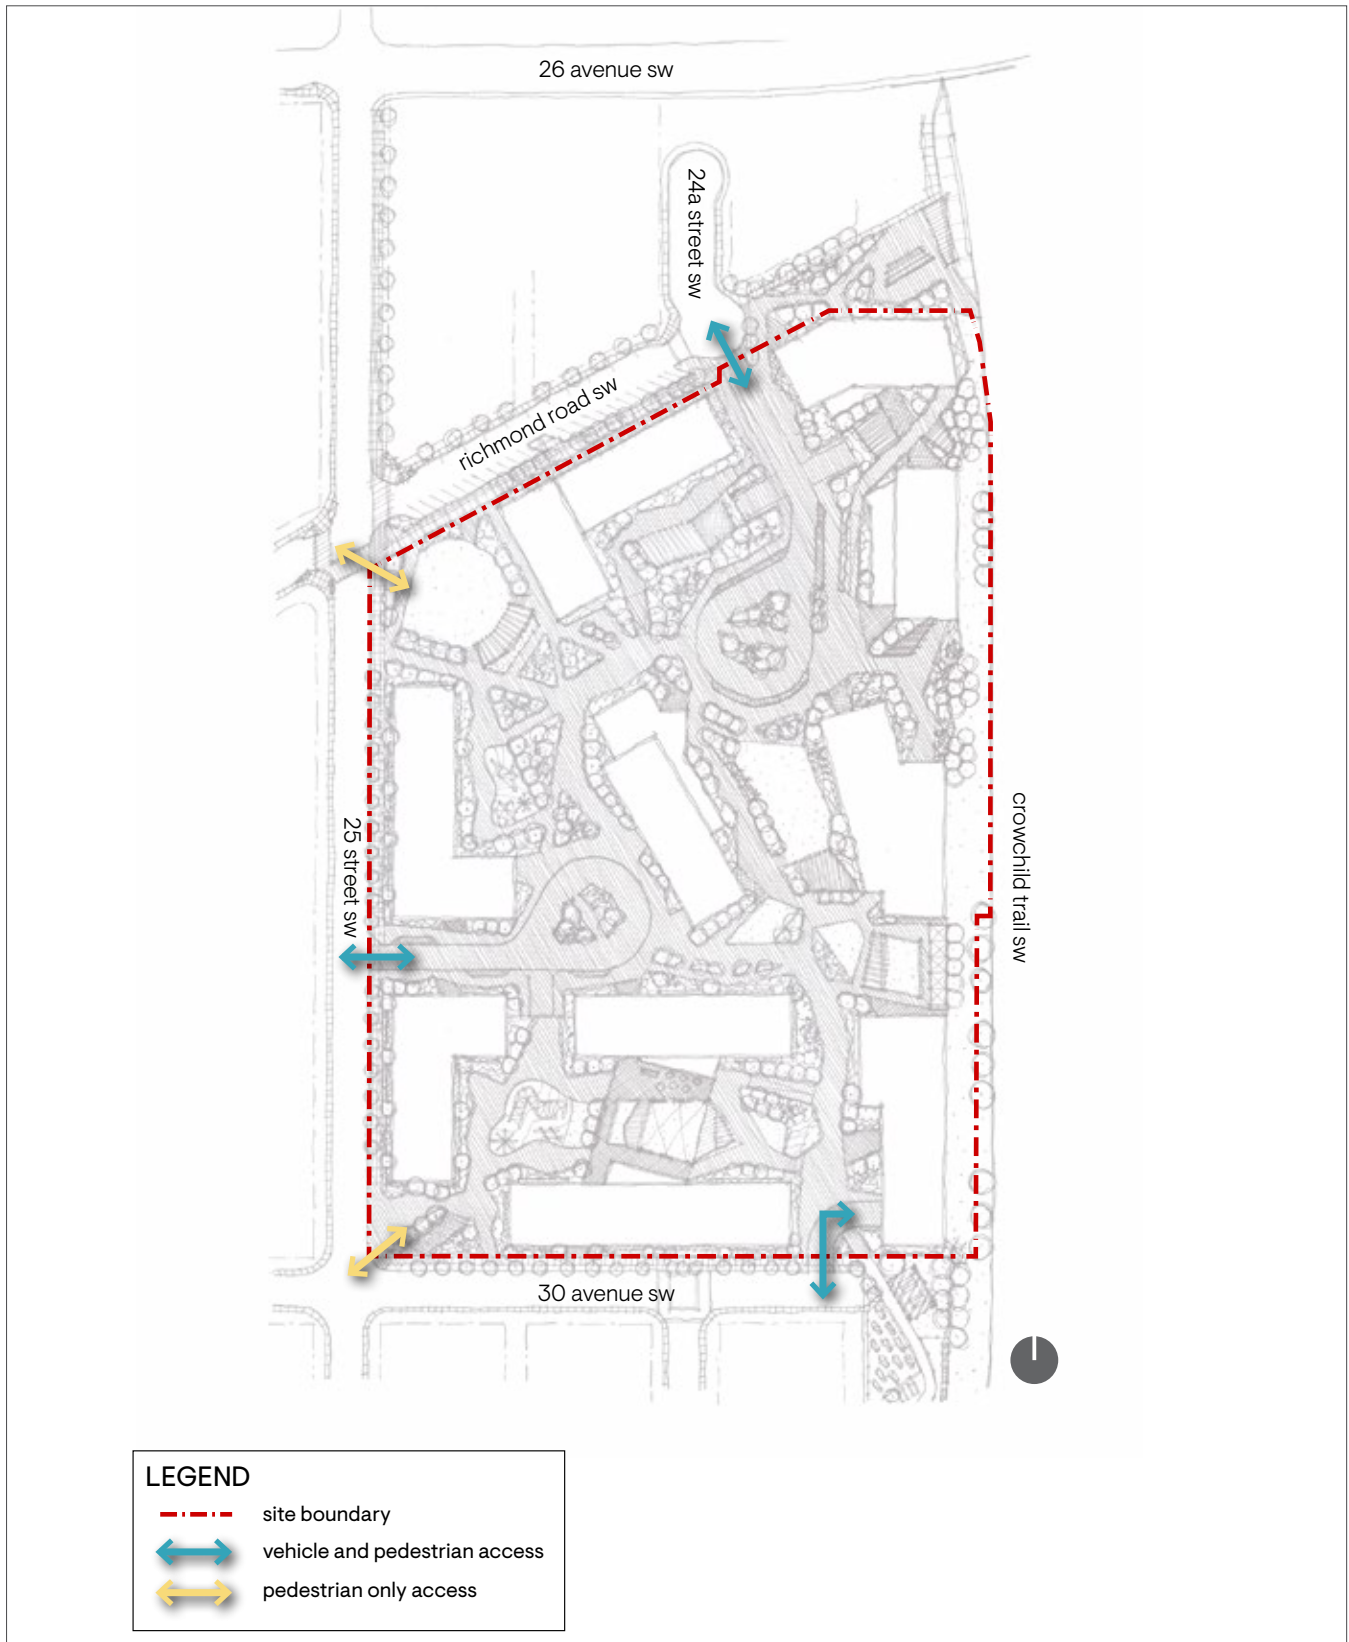 26 avenue sw
24a street sw
richmond road sw
25 street sw
crowchild trail sw
30 avenue sw
LEGEND
site boundary
vehicle and pedestrian access
pedestrian only access